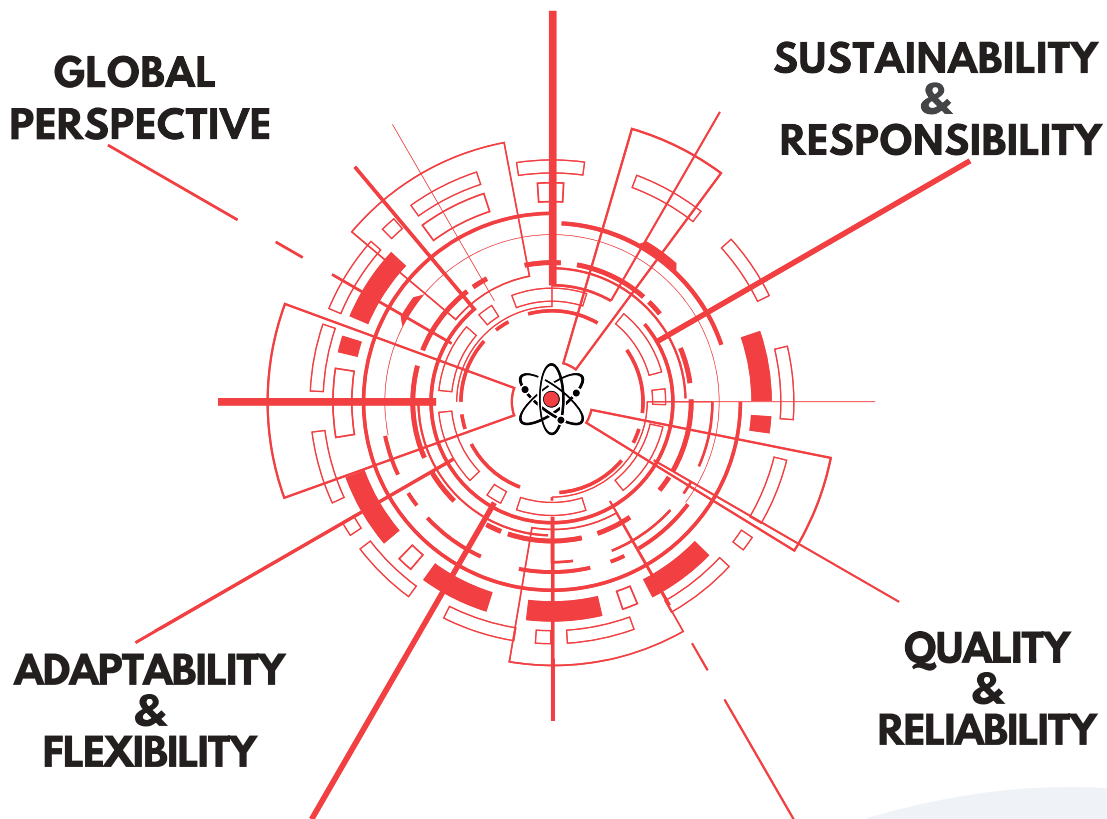 GLOBAL
PERSPECTIVE
SUSTAINABILITY
&
RESPONSIBILITY
ADAPTABILITY
&
FLEXIBILITY
QUALITY
&
RELIABILITY